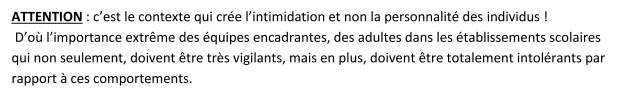 ATTENTION : c’est le contexte qui crée l’intimidation et non la personnalité des individus !
D’où l’importance extrême des équipes encadrantes, des adultes dans les établissements scolaires
qui non seulement, doivent être très vigilants, mais en plus, doivent être totalement intolérants par
rapport à ces comportements.